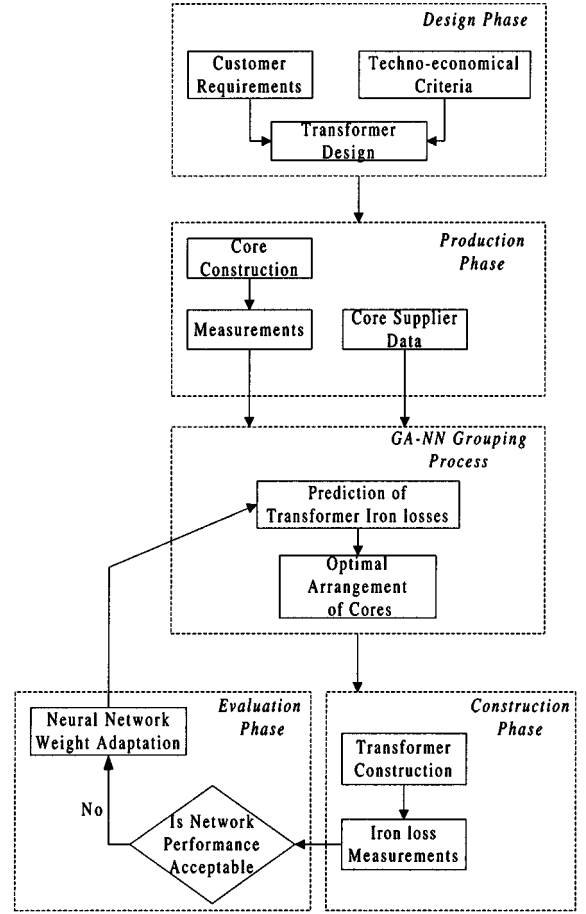 Design Phase
Customer
Requirements
Techno-economical
Criteria
Transformer
Design
Production
Phase
Core
Construction
Measurements
Core Supplier
Data
GA-NN Grouping
Process
Prediction of
Transformer Iron losses
Optimal
Arrangement
of Cores
Evaluation
Phase
Neural Network
Weight Adaptation
No
Is Network
Performance
Acceptable
Construction
Phase
Transformer
Construction
Iron loss
Measurements